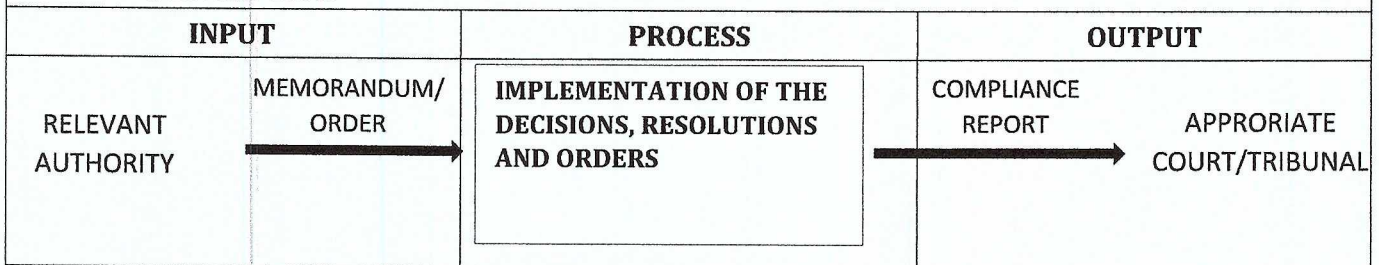 INPUT
PROCESS
OUTPUT
RELEVANT
AUTHORITY
MEMORANDUM/
ORDER
IMPLEMENTATION OF THE
DECISIONS, RESOLUTIONS
AND ORDERS
COMPLIANCE
REPORT
APPRORIATE
COURT/TRIBUNAL